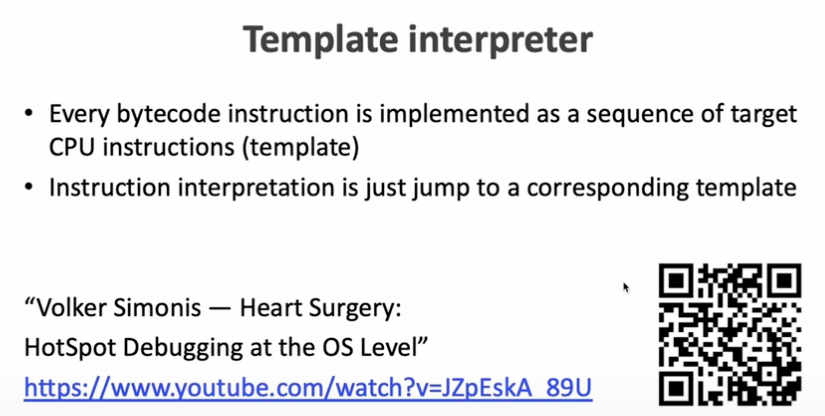 Template interpreter
• Every bytecode instruction is implemented as a sequence of target
CPU instructions (template)
• Instruction interpretation is just jump to a corresponding template
“Volker Simonis — Heart Surgery:
HotSpot Debugging at the OS Level”
https://www.youtube.com/watch?v=JZpEskA_89U